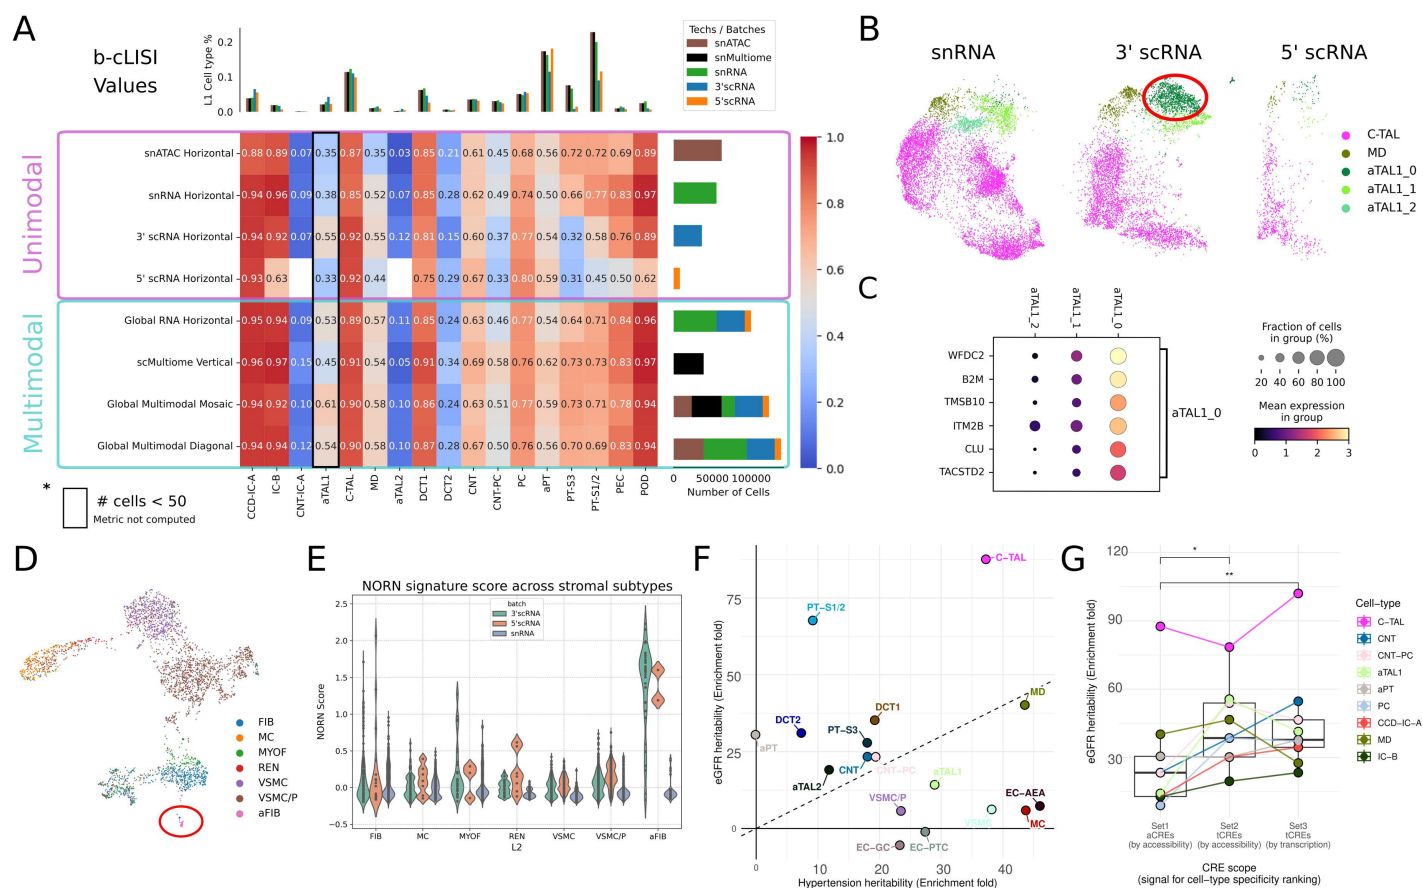 A
b-cLISI
Values
L1 Cell type %
0.2
0.1
0.0
Techs / Batches
snATAC
snMultiome
snRNA
3'scRNA
5'scRNA
Unimodal
snATAC Horizontal 0.88 0.89 0.07 0.35 0.87 0.35 0.03 0.85 0.21 0.61 0.45 0.68 0.56 0.72 0.72 0.69 0.89
snRNA Horizontal 0.94 0.96 0.09 0.38 0.85 0.52 0.07 0.85 0.28 0.62 0.49 0.74 0.50 0.66 0.77 0.83 0.97
3' scRNA Horizontal 0.94 0.92 0.07 0.55 0.92 0.55 0.12 0.81 0.15 0.60 0.37 0.77 0.54 0.32 0.58 0.76 0.89
5' scRNA Horizontal 0.93 0.63 0.33 0.92 0.44 0.75 0.29 0.67 0.33 0.80 0.59 0.31 0.45 0.50 0.62
Multimodal
Global RNA Horizontal 0.95 0.94 0.09 0.53 0.89 0.57 0.11 0.85 0.24 0.63 0.46 0.77 0.54 0.64 0.71 0.84 0.96
scMultiome Vertical 0.96 0.97 0.15 0.45 0.91 0.54 0.05 0.91 0.34 0.69 0.58 0.76 0.62 0.73 0.73 0.83 0.97
Global Multimodal Mosaic 0.94 0.92 0.10 0.61 0.90 0.58 0.10 0.86 0.24 0.63 0.51 0.77 0.59 0.73 0.71 0.78 0.94
Global Multimodal Diagonal 0.94 0.94 0.12 0.54 0.90 0.58 0.10 0.87 0.28 0.67 0.50 0.76 0.56 0.70 0.69 0.83 0.94
CCD-IC-A IC-B CNT-IC-A aTAL1 C-TAL MD aTAL2 DCT1 DCT2 CNT CNT-PC PC aPT PT-S3 PT-S1/2 PEC POD
0 50000 100000
Number of Cells
1.0
0.8
0.6
0.4
0.2
0.0
*
# cells < 50
Metric not computed
B
snRNA 3' scRNA 5' scRNA
C-TAL
MD
aTAL1_0
aTAL1_1
aTAL1_2
C
aTAL1_2 aTAL1_1 aTAL1_0
WFDC2
B2M
TMSB10
ITM2B
CLU
TACSTD2
aTAL1_0
Fraction of cells
in group (%)
20 40 60 80 100
Mean expression
in group
0 1 2 3
D
FIB
MC
MYOF
REN
VSMC
VSMC/P
aFIB
E
NORN signature score across stromal subtypes
batch
3'scRNA
5'scRNA
snRNA
NORN Score
2.5
2.0
1.5
1.0
0.5
0.0
−0.5
FIB MC MYOF REN VSMC VSMC/P aFIB
L2
F
eGFR heritability (Enrichment fold)
75
50
25
0
C−TAL
PT−S1/2
MD
DCT2
DCT1
PT−S3
aPT
CNT
CNT−PC
aTAL2
aTAL1
VSMC/P
EC−AEA
VSMC
MC
EC−GC
EC−PTC
0 10 20 30 40
Hypertension heritability (Enrichment fold)
G
eGFR heritability (Enrichment fold)
120
90
60
30
*
**
Set1
aCREs
(by accessibility)
Set2
tCREs
(by accessibility)
Set3
tCREs
(by transcription)
CRE scope
(signal for cell−type specificity ranking)
Cell−type
C−TAL
CNT
CNT−PC
aTAL1
aPT
PC
CCD−IC−A
MD
IC−B